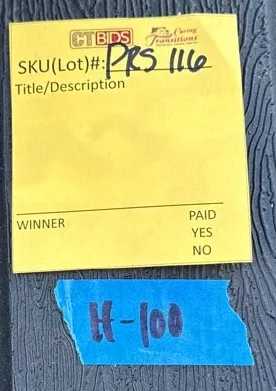 CTBIDS Caring Transitions
SKU(Lot)#: PRS 116
Title/Description
WINNER PAID
YES
NO
H-100